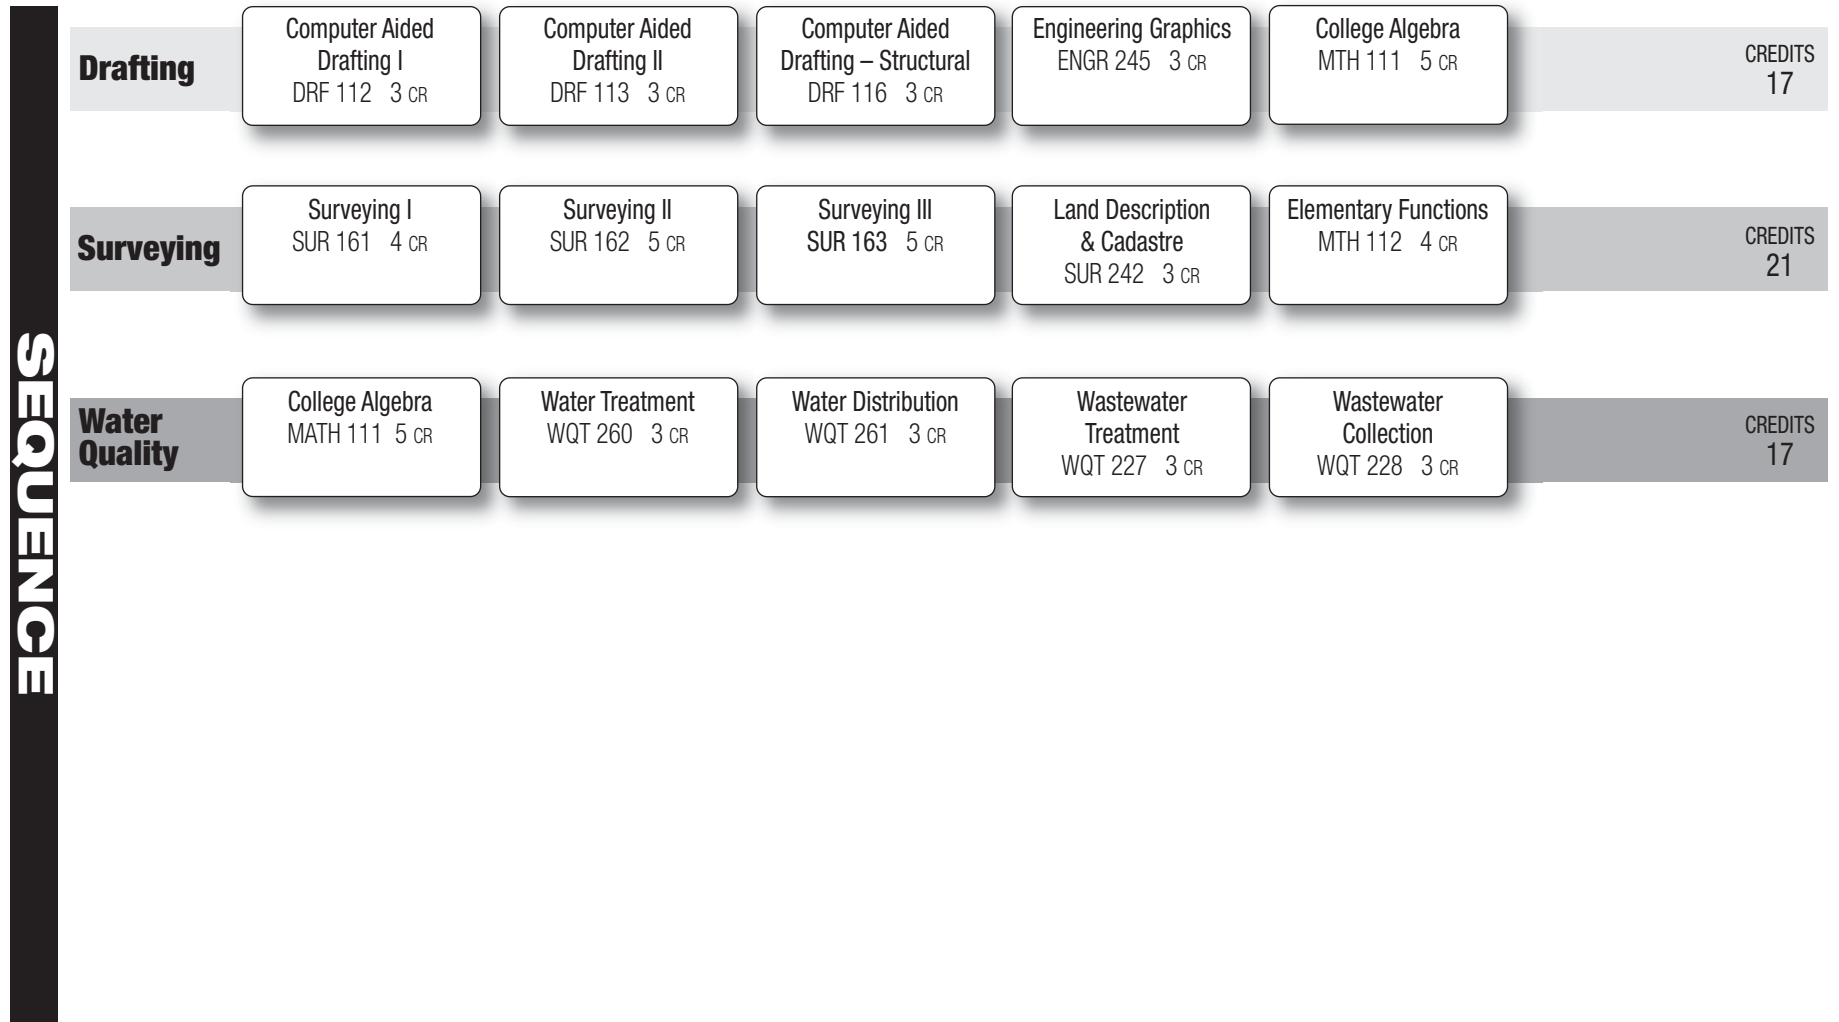 SEQUENCE
Drafting
Computer Aided
Drafting I
DRF 112 3 CR
Computer Aided
Drafting II
DRF 113 3 CR
Computer Aided
Drafting – Structural
DRF 116 3 CR
Engineering Graphics
ENGR 245 3 CR
College Algebra
MTH 111 5 CR
CREDITS
17
Surveying
Surveying I
SUR 161 4 CR
Surveying II
SUR 162 5 CR
Surveying III
SUR 163 5 CR
Land Description
& Cadastre
SUR 242 3 CR
Elementary Functions
MTH 112 4 CR
CREDITS
21
Water
Quality
College Algebra
MATH 111 5 CR
Water Treatment
WQT 260 3 CR
Water Distribution
WQT 261 3 CR
Wastewater
Treatment
WQT 227 3 CR
Wastewater
Collection
WQT 228 3 CR
CREDITS
17